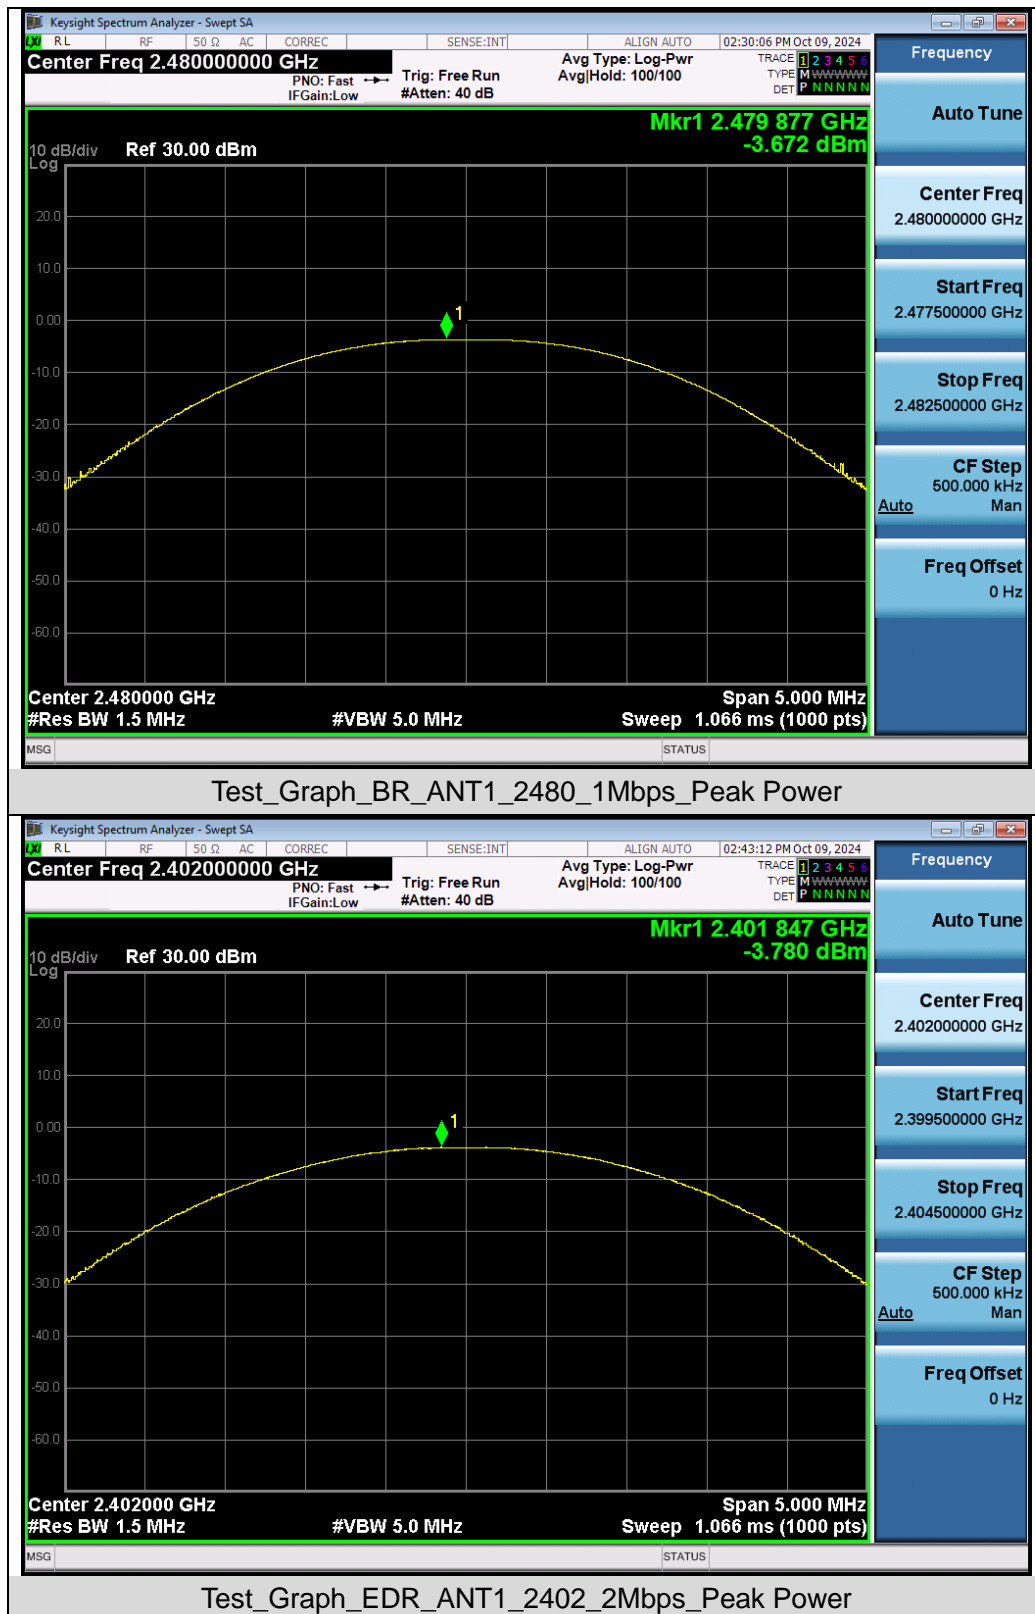 Keysight Spectrum Analyzer - Swept SA
LXI RL RF 50 Ω AC CORREC SENSE:INT ALIGN AUTO 02:30:06 PM Oct 09, 2024
Center Freq 2.480000000 GHz
PNO: Fast
IFGain:Low
Trig: Free Run
#Atten: 40 dB
Avg Type: Log-Pwr
Avg|Hold: 100/100
TRACE 1 2 3 4 5 6
TYPE M WWWWW
DET P N N N N N
Mkr1 2.479 877 GHz
-3.672 dBm
10 dB/div
Log
Ref 30.00 dBm
20.0
10.0
0.00
-10.0
-20.0
-30.0
-40.0
-50.0
-60.0
1
Center 2.480000 GHz
Span 5.000 MHz
#Res BW 1.5 MHz
#VBW 5.0 MHz
Sweep 1.066 ms (1000 pts)
MSG
STATUS
Frequency
Auto Tune
Center Freq
2.480000000 GHz
Start Freq
2.477500000 GHz
Stop Freq
2.482500000 GHz
CF Step
500.000 kHz
Auto Man
Freq Offset
0 Hz
Test_Graph_BR_ANT1_2480_1Mbps_Peak Power
Keysight Spectrum Analyzer - Swept SA
LXI RL RF 50 Ω AC CORREC SENSE:INT ALIGN AUTO 02:43:12 PM Oct 09, 2024
Center Freq 2.402000000 GHz
PNO: Fast
IFGain:Low
Trig: Free Run
#Atten: 40 dB
Avg Type: Log-Pwr
Avg|Hold: 100/100
TRACE 1 2 3 4 5 6
TYPE M WWWWW
DET P N N N N N
Mkr1 2.401 847 GHz
-3.780 dBm
10 dB/div
Log
Ref 30.00 dBm
20.0
10.0
0.00
-10.0
-20.0
-30.0
-40.0
-50.0
-60.0
1
Center 2.402000 GHz
Span 5.000 MHz
#Res BW 1.5 MHz
#VBW 5.0 MHz
Sweep 1.066 ms (1000 pts)
MSG
STATUS
Frequency
Auto Tune
Center Freq
2.402000000 GHz
Start Freq
2.399500000 GHz
Stop Freq
2.404500000 GHz
CF Step
500.000 kHz
Auto Man
Freq Offset
0 Hz
Test_Graph_EDR_ANT1_2402_2Mbps_Peak Power